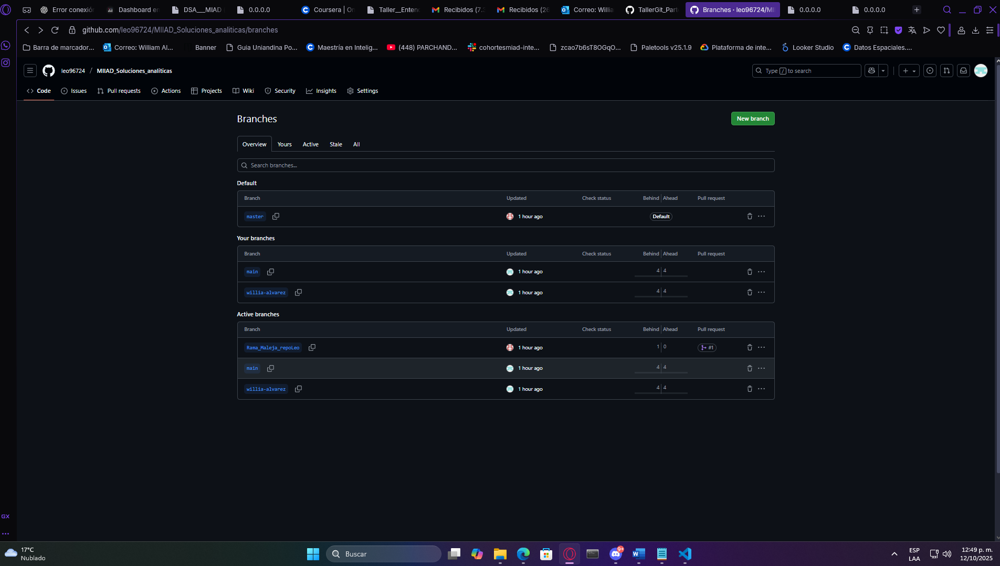 Error conexión
Dashboard en
DSA___MIAD
0.0.0.0
Coursera | On
Taller__Enten
Recibidos (7.3
Recibidos (26
Correo: Willia
TallerGit_Part
Branches · leo96724/MI
0.0.0.0
0.0.0.0
github.com/leo96724/MIIAD_Soluciones_analiticas/branches
Barra de marcador...
Correo: William Al...
Banner
Guia Uniandina Po...
Maestría en Intelig...
(448) PARCHAND...
cohortesmiad-inte...
zcao7b6sT8OGqO...
Paletools v25.1.9
Plataforma de inte...
Looker Studio
Datos Espaciales....
leo96724 / MIIAD_Soluciones_analiticas
Type / to search
Code
Issues
Pull requests
Actions
Projects
Wiki
Security
Insights
Settings
Branches
New branch
Overview Yours Active Stale All
Search branches...
Default
Branch Updated Check status Behind Ahead Pull request
master 1 hour ago Default
Your branches
Branch Updated Check status Behind Ahead Pull request
main 1 hour ago 4 4
willia-alvarez 1 hour ago 4 4
Active branches
Branch Updated Check status Behind Ahead Pull request
Rama_Maleja_repoLeo 1 hour ago 1 0 #1
main 1 hour ago 4 4
willia-alvarez 1 hour ago 4 4
GX
17°C
Nublado
Buscar
9+
ESP
LAA
12:49 p. m.
12/10/2025